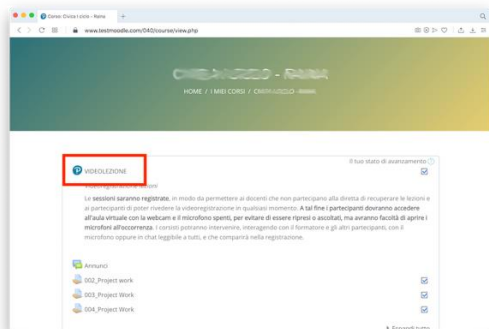 Corso: Civica I ciclo - Rama
www.testmoodle.com/040/course/view.php
HOME / I MIEI CORSI /
Il tuo stato di avanzamento
VIDEOLEZIONE
Le sessioni saranno registrate, in modo da permettere ai docenti che non partecipano alla diretta di recuperare le lezioni e
ai partecipanti di poter rivedere la videoregistrazione in qualsiasi momento. A tal fine i partecipanti dovranno accedere
all'aula virtuale con la webcam e il microfono spenti, per evitare di essere ripresi o ascoltati, ma avranno facoltà di aprire i
microfoni all'occorrenza. I corsisti potranno intervenire, interagendo con il formatore e gli altri partecipanti, con il
microfono oppure in chat leggibile a tutti, e che comparirà nella registrazione.
Annunci
002_Project work
003_Project Work
004_Project Work
Espandi tutto